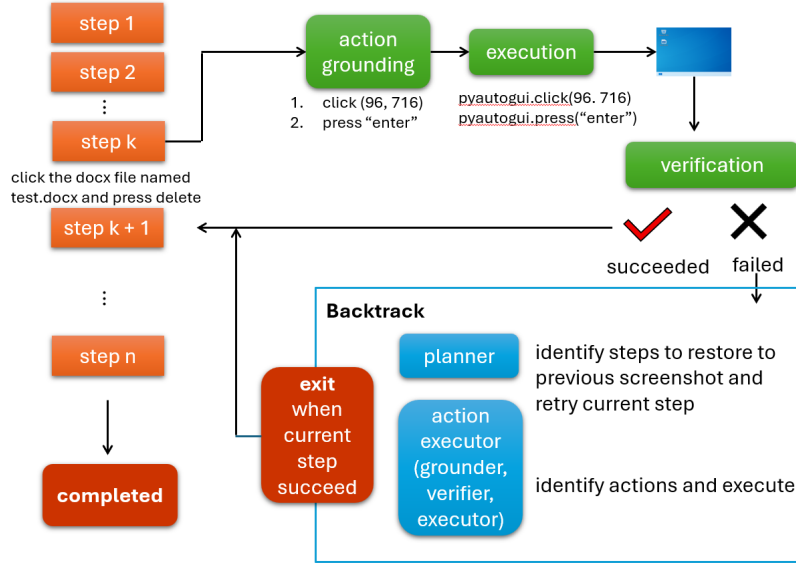 step 1
step 2
⋮
step k
click the docx file named
test.docx and press delete
step k + 1
⋮
step n
completed
action
grounding
1. click (96, 716)
2. press “enter”
execution
pyautogui.click(96. 716)
pyautogui.press(“enter”)
verification
succeeded
failed
Backtrack
planner
identify steps to restore to
previous screenshot and
retry current step
exit
when
current
step
succeed
action
executor
(grounder,
verifier,
executor)
identify actions and execute